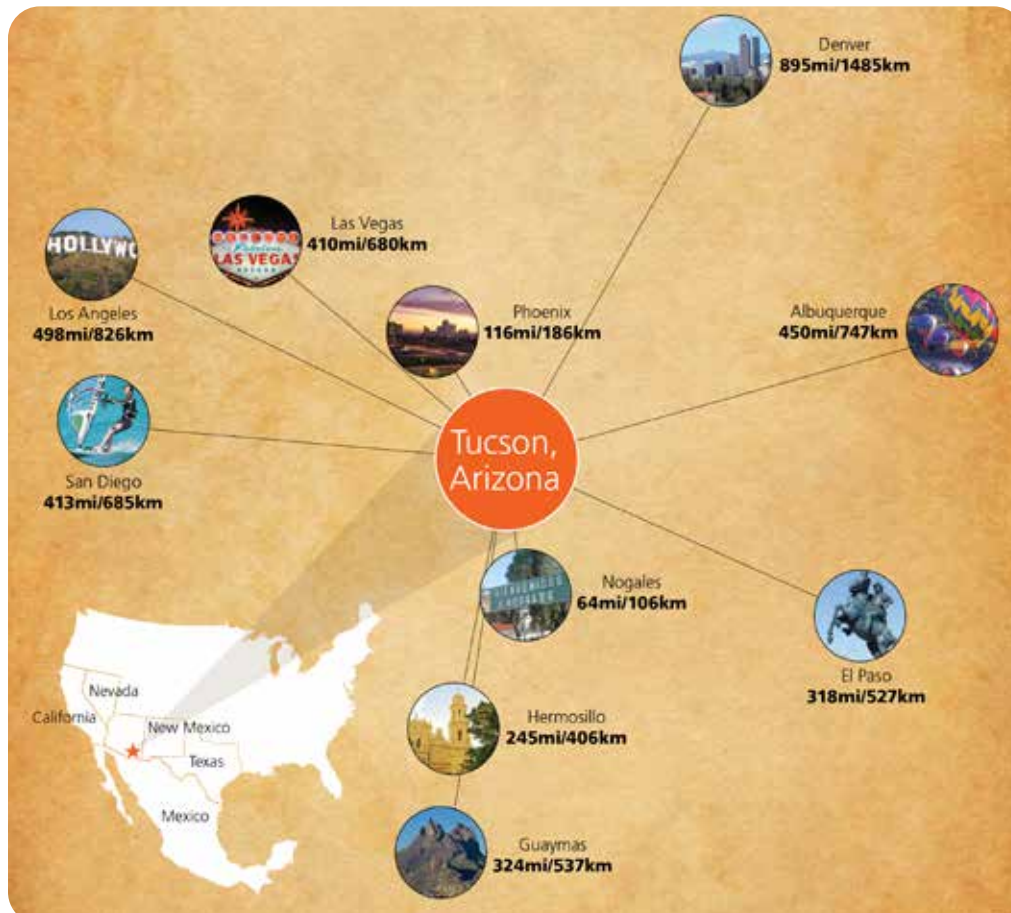 Denver
895mi/1485km
Las Vegas
410mi/680km
HOLLYWO
LAS VEGAS
Los Angeles
498mi/826km
Phoenix
116mi/186km
Albuquerque
450mi/747km
Tucson,
Arizona
San Diego
413mi/685km
Nogales
64mi/106km
El Paso
318mi/527km
Nevada
California
New Mexico
Texas
Mexico
Hermosillo
245mi/406km
Guaymas
324mi/537km